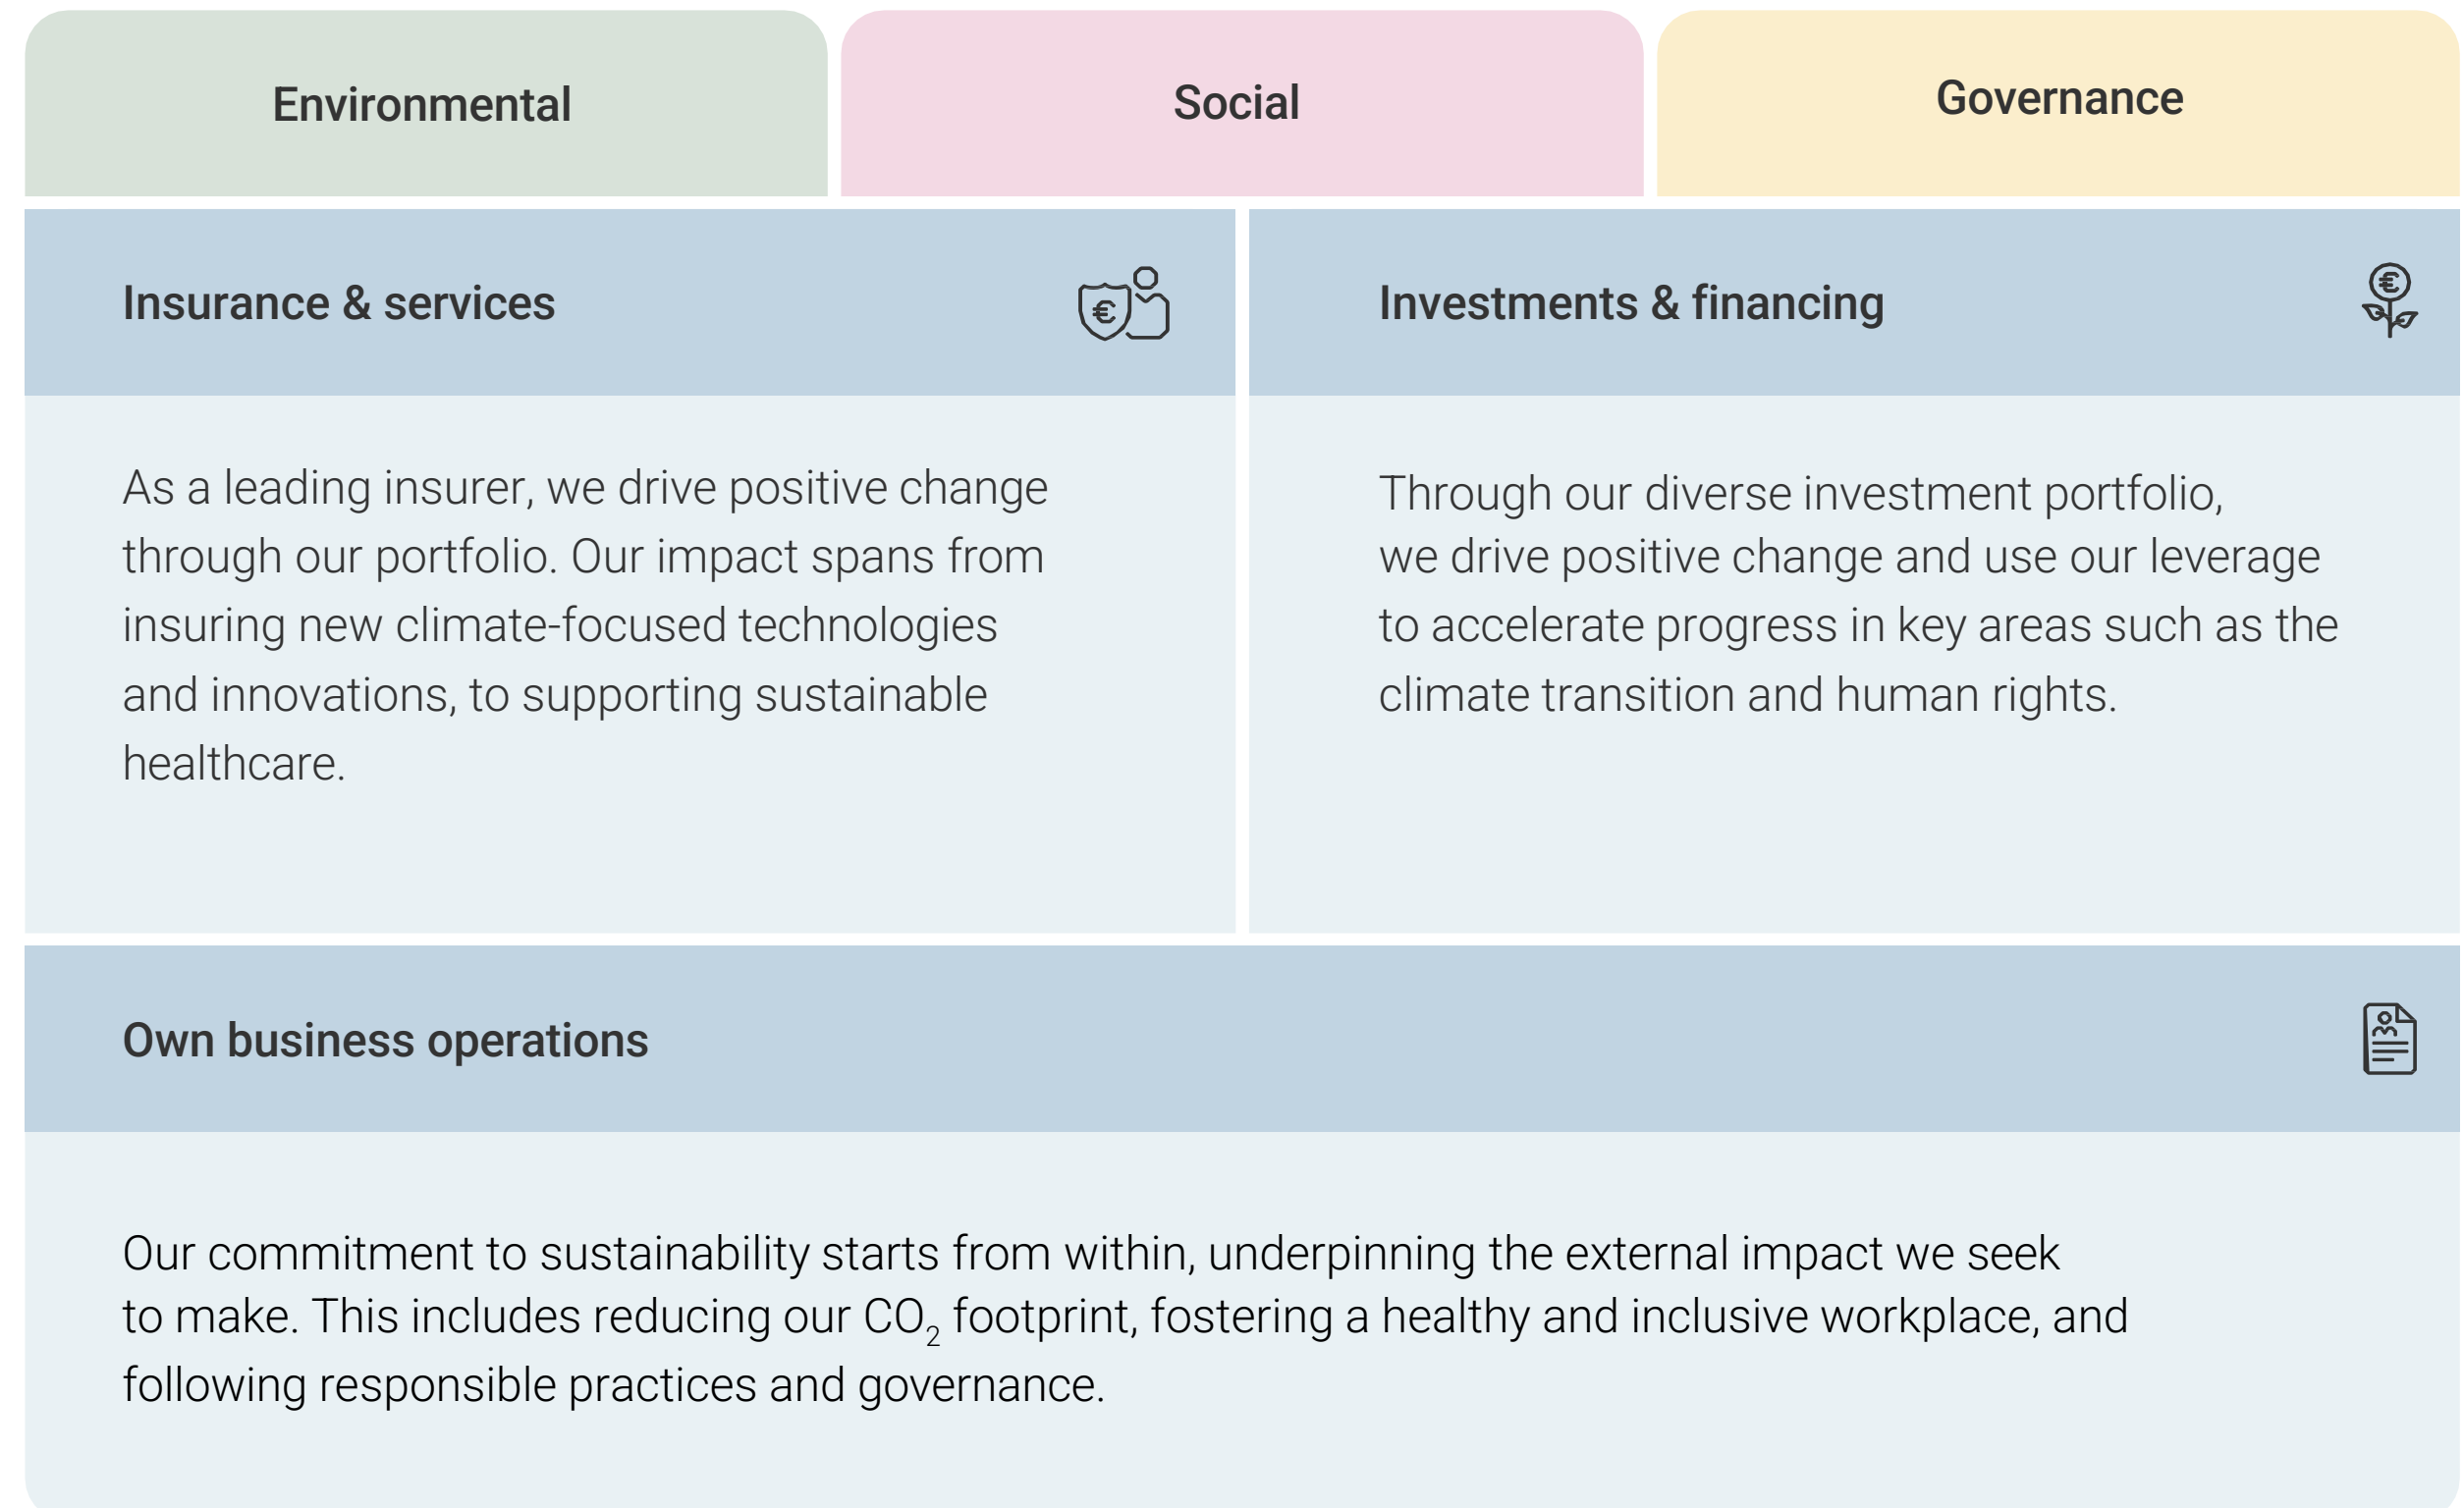 Environmental
Social
Governance
Insurance & services
Investments & financing
As a leading insurer, we drive positive change
through our portfolio. Our impact spans from
insuring new climate-focused technologies
and innovations, to supporting sustainable
healthcare.
Through our diverse investment portfolio,
we drive positive change and use our leverage
to accelerate progress in key areas such as the
climate transition and human rights.
Own business operations
Our commitment to sustainability starts from within, underpinning the external impact we seek
to make. This includes reducing our CO₂ footprint, fostering a healthy and inclusive workplace, and
following responsible practices and governance.